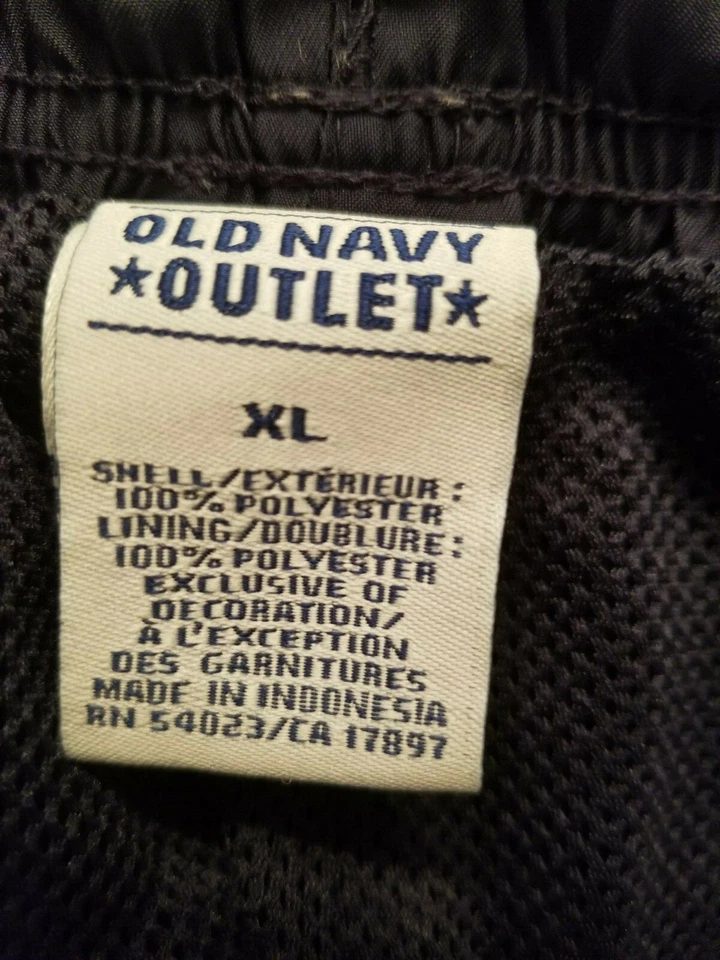 OLD NAVY
★OUTLET★
XL
SHELL/EXTÉRIEUR:
100% POLYESTER
LINING/DOUBLURE:
100% POLYESTER
EXCLUSIVE OF
DECORATION/
À L'EXCEPTION
DES GARNITURES
MADE IN INDONESIA
RN 54023/CA 17897